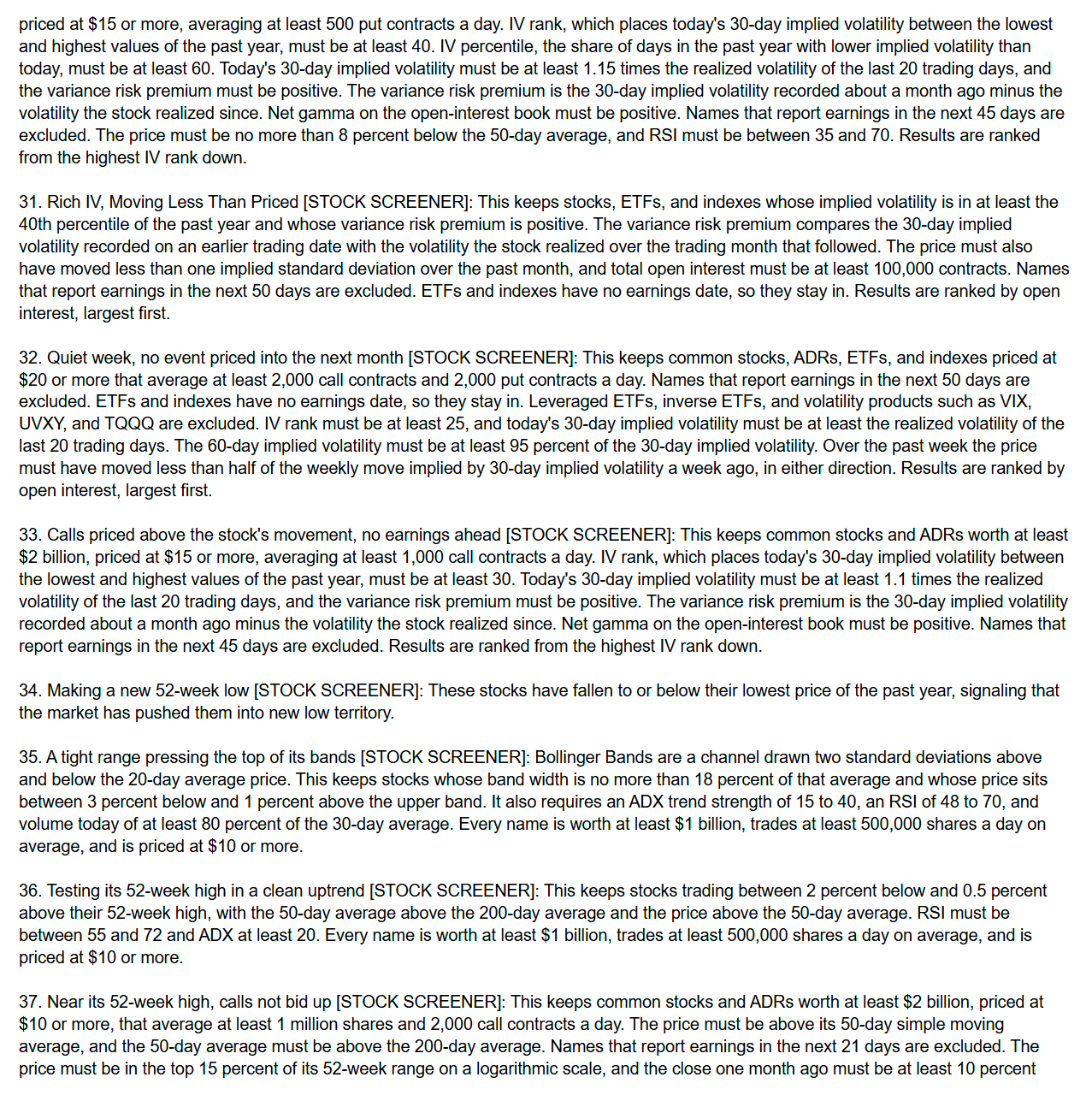 priced at $15 or more, averaging at least 500 put contracts a day. IV rank, which places today's 30-day implied volatility between the lowest
and highest values of the past year, must be at least 40. IV percentile, the share of days in the past year with lower implied volatility than
today, must be at least 60. Today's 30-day implied volatility must be at least 1.15 times the realized volatility of the last 20 trading days, and
the variance risk premium must be positive. The variance risk premium is the 30-day implied volatility recorded about a month ago minus the
volatility the stock realized since. Net gamma on the open-interest book must be positive. Names that report earnings in the next 45 days are
excluded. The price must be no more than 8 percent below the 50-day average, and RSI must be between 35 and 70. Results are ranked
from the highest IV rank down.
31. Rich IV, Moving Less Than Priced [STOCK SCREENER]: This keeps stocks, ETFs, and indexes whose implied volatility is in at least the
40th percentile of the past year and whose variance risk premium is positive. The variance risk premium compares the 30-day implied
volatility recorded on an earlier trading date with the volatility the stock realized over the trading month that followed. The price must also
have moved less than one implied standard deviation over the past month, and total open interest must be at least 100,000 contracts. Names
that report earnings in the next 50 days are excluded. ETFs and indexes have no earnings date, so they stay in. Results are ranked by open
interest, largest first.
32. Quiet week, no event priced into the next month [STOCK SCREENER]: This keeps common stocks, ADRs, ETFs, and indexes priced at
$20 or more that average at least 2,000 call contracts and 2,000 put contracts a day. Names that report earnings in the next 50 days are
excluded. ETFs and indexes have no earnings date, so they stay in. Leveraged ETFs, inverse ETFs, and volatility products such as VIX,
UVXY, and TQQQ are excluded. IV rank must be at least 25, and today's 30-day implied volatility must be at least the realized volatility of the
last 20 trading days. The 60-day implied volatility must be at least 95 percent of the 30-day implied volatility. Over the past week the price
must have moved less than half of the weekly move implied by 30-day implied volatility a week ago, in either direction. Results are ranked by
open interest, largest first.
33. Calls priced above the stock's movement, no earnings ahead [STOCK SCREENER]: This keeps common stocks and ADRs worth at least
$2 billion, priced at $15 or more, averaging at least 1,000 call contracts a day. IV rank, which places today's 30-day implied volatility between
the lowest and highest values of the past year, must be at least 30. Today's 30-day implied volatility must be at least 1.1 times the realized
volatility of the last 20 trading days, and the variance risk premium must be positive. The variance risk premium is the 30-day implied volatility
recorded about a month ago minus the volatility the stock realized since. Net gamma on the open-interest book must be positive. Names that
report earnings in the next 45 days are excluded. Results are ranked from the highest IV rank down.
34. Making a new 52-week low [STOCK SCREENER]: These stocks have fallen to or below their lowest price of the past year, signaling that
the market has pushed them into new low territory.
35. A tight range pressing the top of its bands [STOCK SCREENER]: Bollinger Bands are a channel drawn two standard deviations above
and below the 20-day average price. This keeps stocks whose band width is no more than 18 percent of that average and whose price sits
between 3 percent below and 1 percent above the upper band. It also requires an ADX trend strength of 15 to 40, an RSI of 48 to 70, and
volume today of at least 80 percent of the 30-day average. Every name is worth at least $1 billion, trades at least 500,000 shares a day on
average, and is priced at $10 or more.
36. Testing its 52-week high in a clean uptrend [STOCK SCREENER]: This keeps stocks trading between 2 percent below and 0.5 percent
above their 52-week high, with the 50-day average above the 200-day average and the price above the 50-day average. RSI must be
between 55 and 72 and ADX at least 20. Every name is worth at least $1 billion, trades at least 500,000 shares a day on average, and is
priced at $10 or more.
37. Near its 52-week high, calls not bid up [STOCK SCREENER]: This keeps common stocks and ADRs worth at least $2 billion, priced at
$10 or more, that average at least 1 million shares and 2,000 call contracts a day. The price must be above its 50-day simple moving
average, and the 50-day average must be above the 200-day average. Names that report earnings in the next 21 days are excluded. The
price must be in the top 15 percent of its 52-week range on a logarithmic scale, and the close one month ago must be at least 10 percent